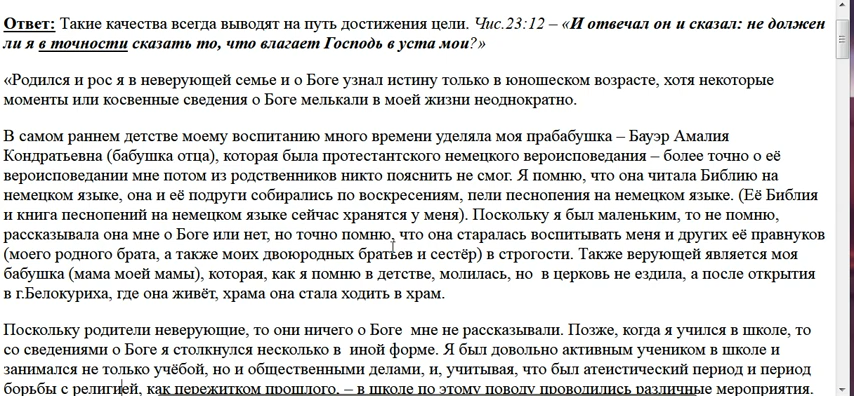 Ответ: Такие качества всегда выводят на путь достижения цели. Чис.23:12 – «И отвечал он и сказал: не должен
ли я в точности сказать то, что влагает Господь в уста мои?»
«Родился и рос я в неверующей семье и о Боге узнал истину только в юношеском возрасте, хотя некоторые
моменты или косвенные сведения о Боге мелькали в моей жизни неоднократно.
В самом раннем детстве моему воспитанию много времени уделяла моя прабабушка – Бауэр Амалия
Кондратьевна (бабушка отца), которая была протестантского немецкого вероисповедания – более точно о её
вероисповедании мне потом из родственников никто пояснить не смог. Я помню, что она читала Библию на
немецком языке, она и её подруги собирались по воскресениям, пели песнопения на немецком языке. (Её Библия
и книга песнопений на немецком языке сейчас хранятся у меня). Поскольку я был маленьким, то не помню,
рассказывала она мне о Боге или нет, но точно помню, что она старалась воспитывать меня и других её правнуков
(моего родного брата, а также моих двоюродных братьев и сестёр) в строгости. Также верующей является моя
бабушка (мама моей мамы), которая, как я помню в детстве, молилась, но в церковь не ездила, а после открытия
в г.Белокуриха, где она живёт, храма она стала ходить в храм.
Поскольку родители неверующие, то они ничего о Боге мне не рассказывали. Позже, когда я учился в школе, то
со сведениями о Боге я столкнулся несколько в иной форме. Я был довольно активным учеником в школе и
занимался не только учёбой, но и общественными делами, и, учитывая, что был атеистический период и период
борьбы с религией, как пережитком прошлого, – в школе по этому поводу проводились различные мероприятия.